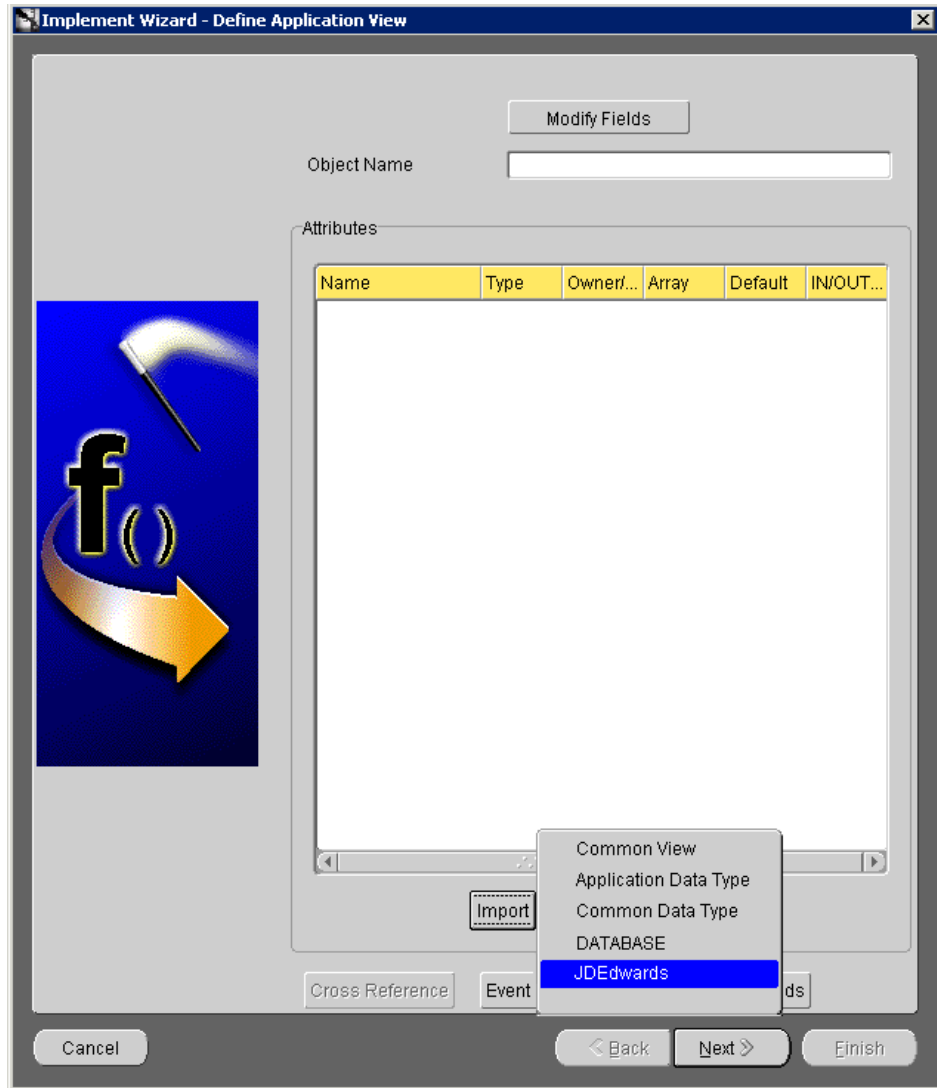 Implement Wizard - Define Application View
Modify Fields
Object Name
Attributes
Name Type Owner/... Array Default IN/OUT...
f()
Common View
Application Data Type
Import Common Data Type
DATABASE
JDEdwards
Cross Reference Event ds
Cancel Back Next Finish